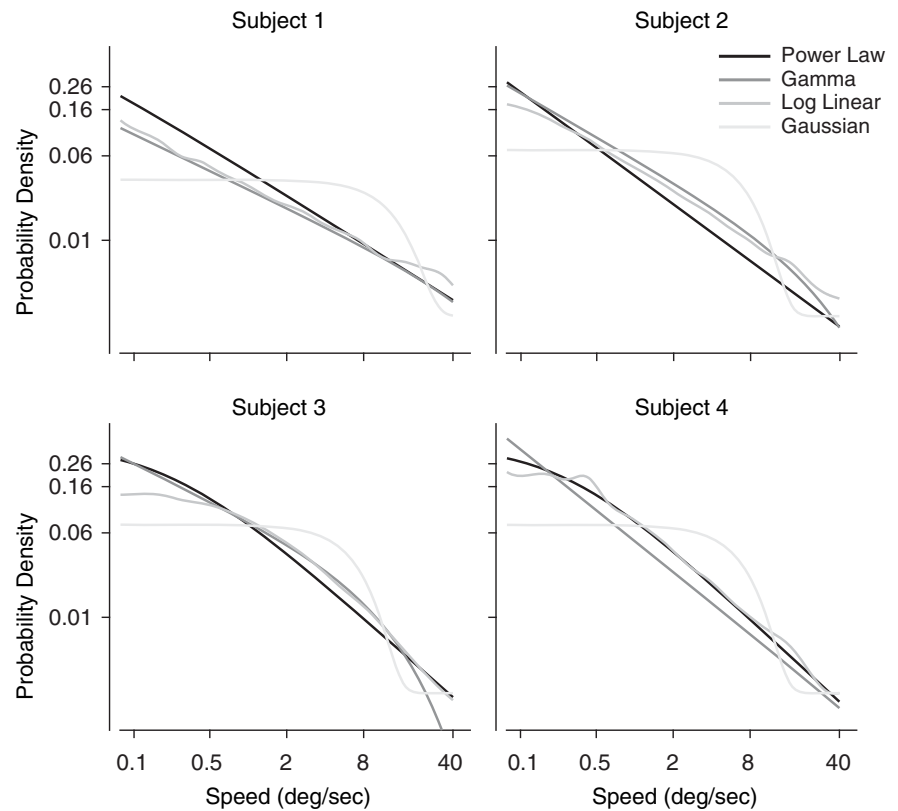 Subject 1
Subject 2
Power Law
Gamma
Log Linear
Gaussian
Probability Density
0.26
0.16
0.06
0.01
Subject 3
Subject 4
Probability Density
0.26
0.16
0.06
0.01
0.1 0.5 2 8 40
0.1 0.5 2 8 40
Speed (deg/sec)
Speed (deg/sec)